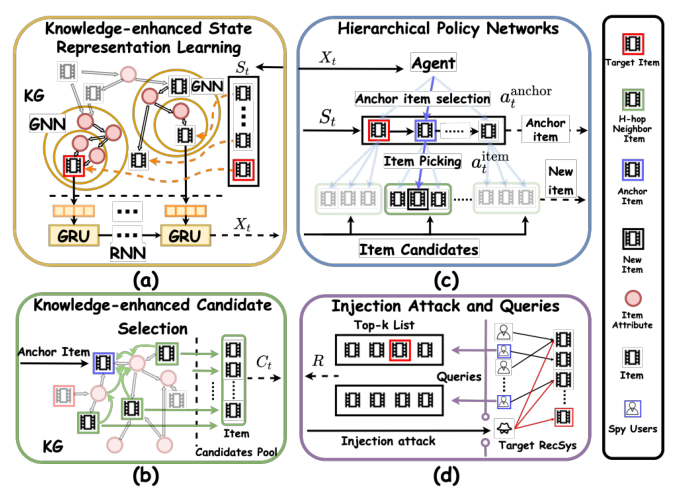 Knowledge-enhanced State
Representation Learning
S_t
KG
GNN
GNN
GRU
RNN
GRU
X_t
(a)
Hierarchical Policy Networks
X_t
Agent
Anchor item selection
a_t^anchor
S_t
Anchor
item
Item Picking
a_t^item
New
item
Item Candidates
(c)
Knowledge-enhanced Candidate
Selection
Anchor Item
C_t
KG
Item
Candidates Pool
(b)
Injection Attack and Queries
Top-k List
R
Queries
Injection attack
Target RecSys
(d)
Target Item
H-hop
Neighbor
Item
Anchor
Item
New
Item
Item
Attribute
Item
Spy Users